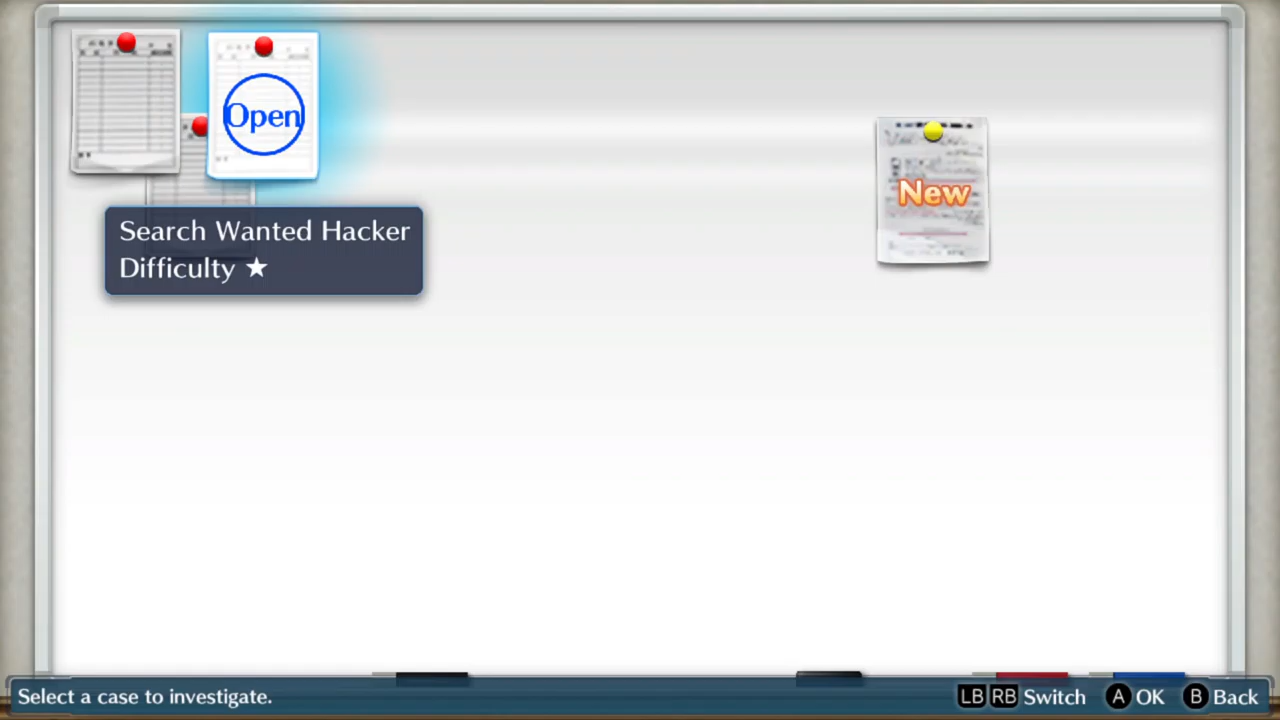 Open
New
Search Wanted Hacker
Difficulty ★
Select a case to investigate.
LB RB Switch A OK B Back